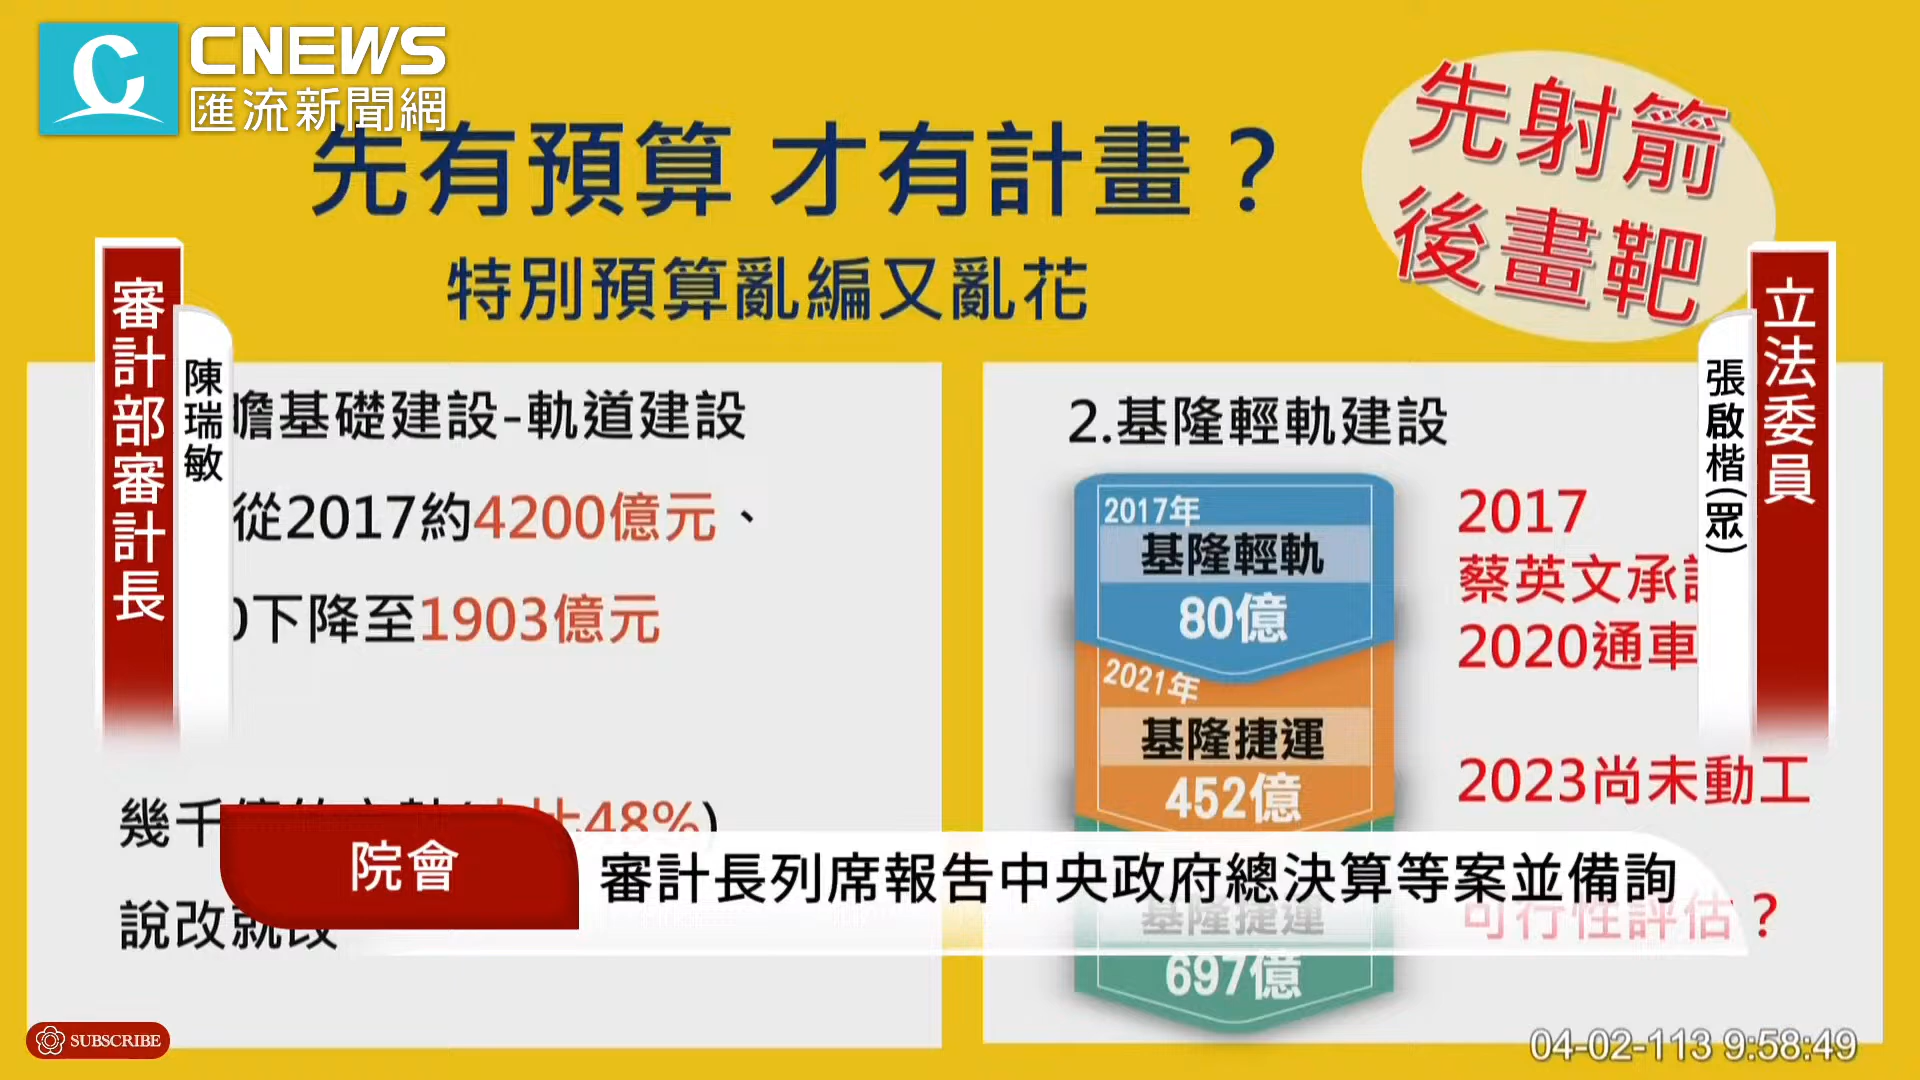 CNEWS
匯流新聞網
先有預算 才有計畫？
特別預算亂編又亂花
先射箭
後畫靶
審計部審計長
陳瑞敏
立法委員
張啟楷(眾)
瞻基礎建設-軌道建設
從2017約4200億元、
0下降至1903億元
幾千
48%)
說改就改
2.基隆輕軌建設
2017年
基隆輕軌
80億
2021年
基隆捷運
452億
基隆捷運
697億
2017
蔡英文承
2020通車
2023尚未動工
可行性評估？
院會
審計長列席報告中央政府總決算等案並備詢
SUBSCRIBE
04-02-113 9:58:49